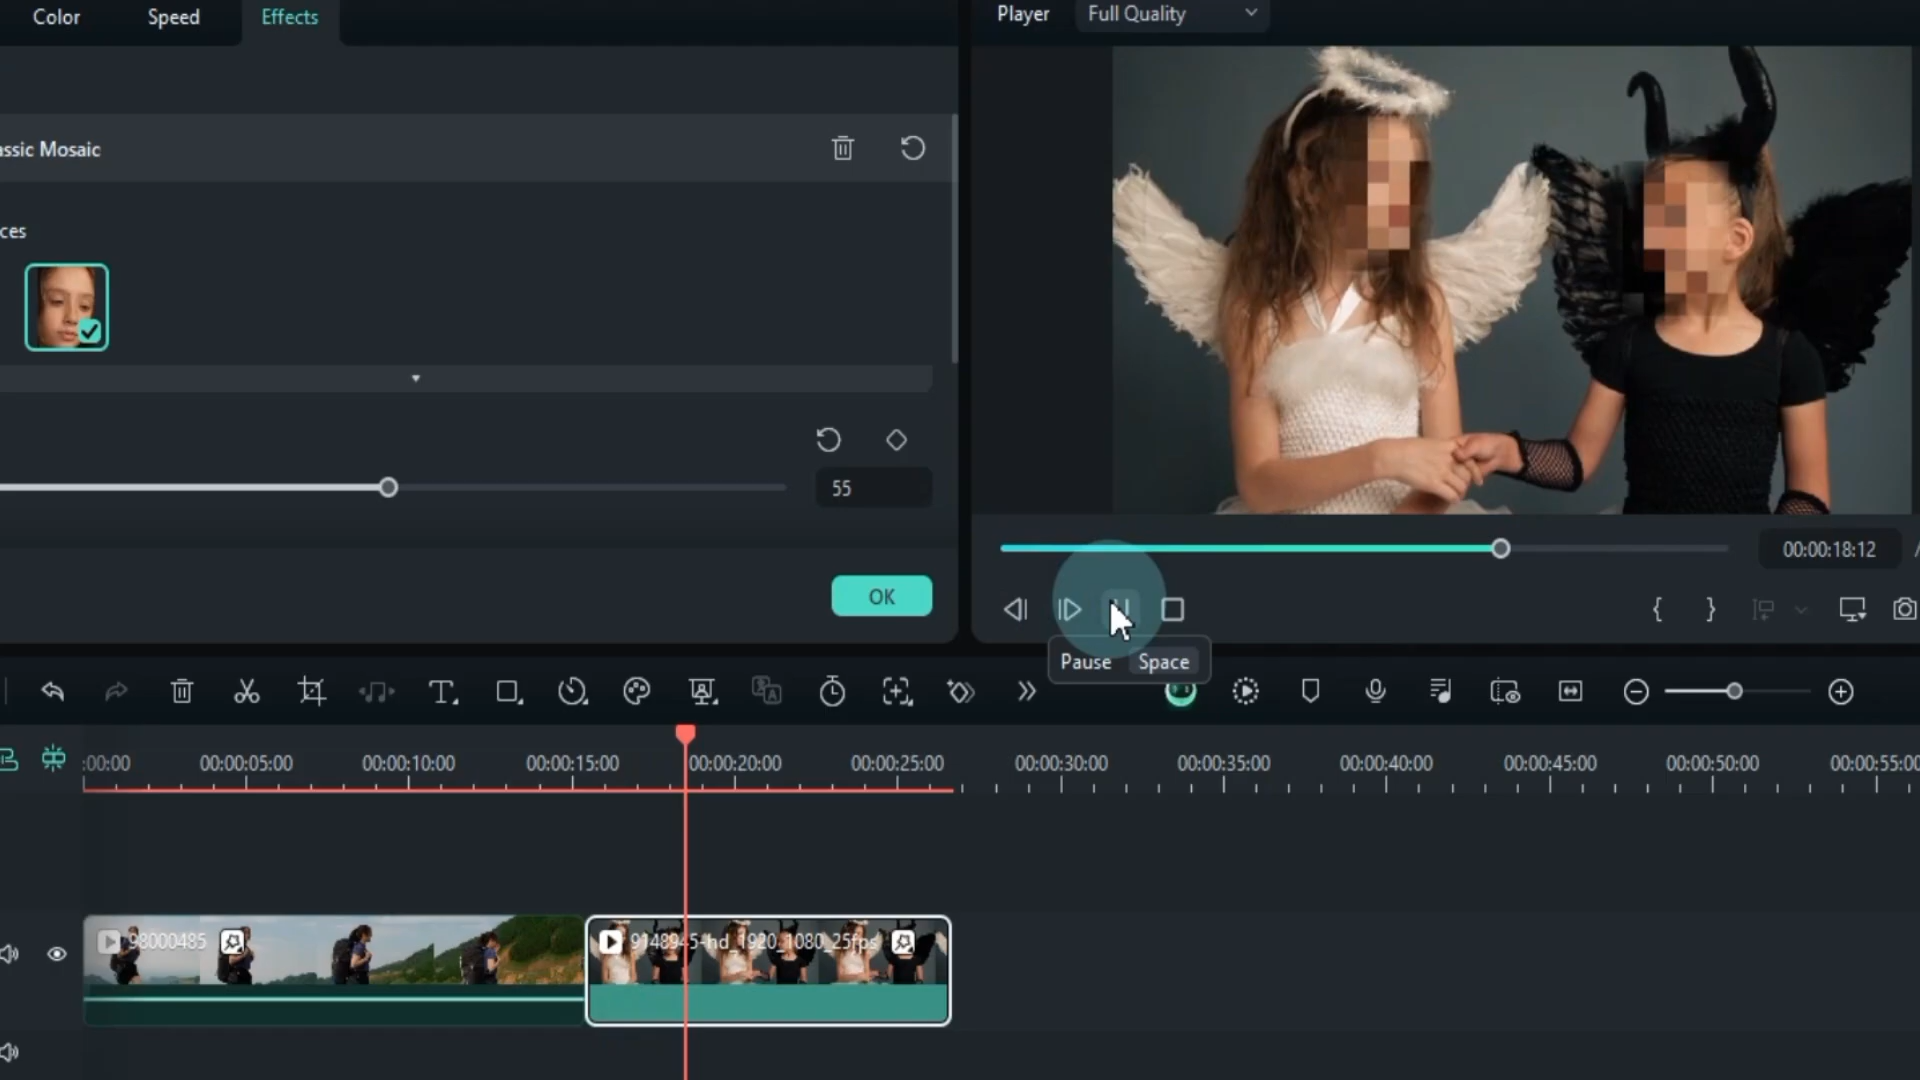 Color Speed Effects
Player Full Quality
assic Mosaic
ces
55
00:00:18:12
OK
Pause Space
:00:00 00:00:05:00 00:00:10:00 00:00:15:00 00:00:20:00 00:00:25:00 00:00:30:00 00:00:35:00 00:00:40:00 00:00:45:00 00:00:50:00 00:00:55:00
98000485 9148945-hd_1920_1080_25fps